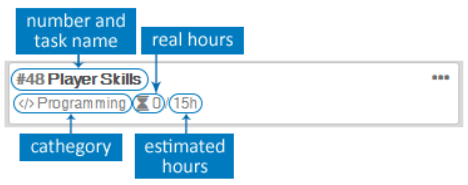 number and
task name
real hours
#48 Player Skills
</> Programming 0/15h
cathegory
estimated
hours